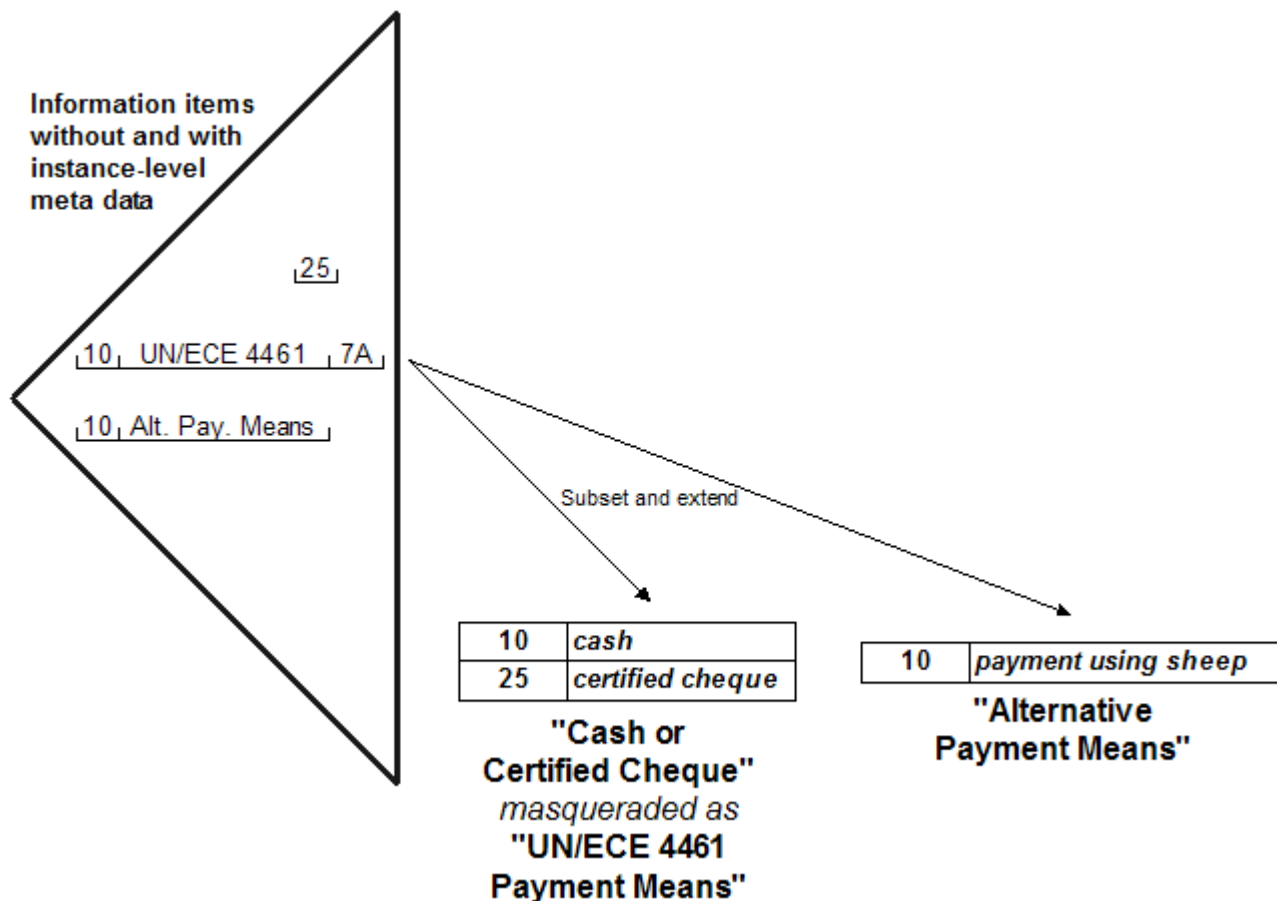 Information items
without and with
instance-level
meta data
25
10 UN/ECE 4461 7A
10 Alt. Pay. Means
Subset and extend
10 cash
25 certified cheque
"Cash or
Certified Cheque"
masqueraded as
"UN/ECE 4461
Payment Means"
10 payment using sheep
"Alternative
Payment Means"